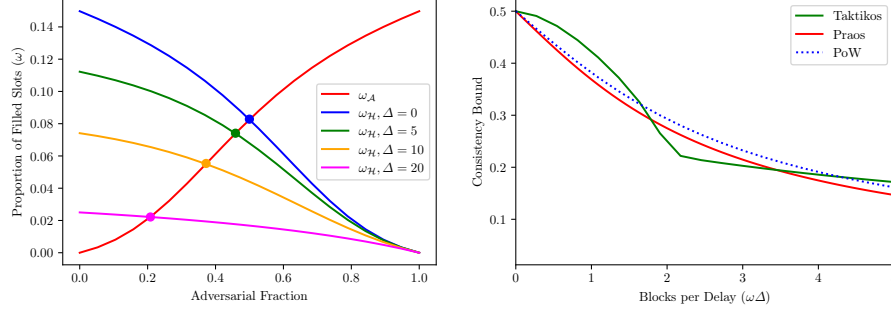 Proportion of Filled Slots (ω)
0.14
0.12
0.10
0.08
0.06
0.04
0.02
0.00
0.0 0.2 0.4 0.6 0.8 1.0
Adversarial Fraction
ω_𝒜
ω_ℋ, Δ = 0
ω_ℋ, Δ = 5
ω_ℋ, Δ = 10
ω_ℋ, Δ = 20
Consistency Bound
0.5
0.4
0.3
0.2
0.1
0 1 2 3 4
Blocks per Delay (ωΔ)
Taktikos
Praos
PoW